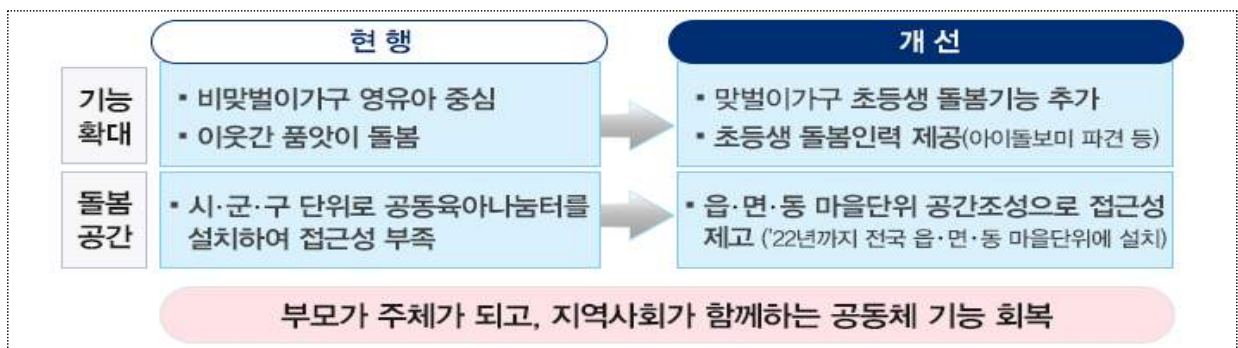 현 행
개 선
기능
확대
▪ 비맞벌이가구 영유아 중심
▪ 이웃간 품앗이 돌봄
▪ 맞벌이가구 초등생 돌봄기능 추가
▪ 초등생 돌봄인력 제공(아이돌보미 파견 등)
돌봄
공간
▪ 시·군·구 단위로 공동육아나눔터를
설치하여 접근성 부족
▪ 읍·면·동 마을단위 공간조성으로 접근성
제고 ('22년까지 전국 읍·면·동 마을단위에 설치)
부모가 주체가 되고, 지역사회가 함께하는 공동체 기능 회복